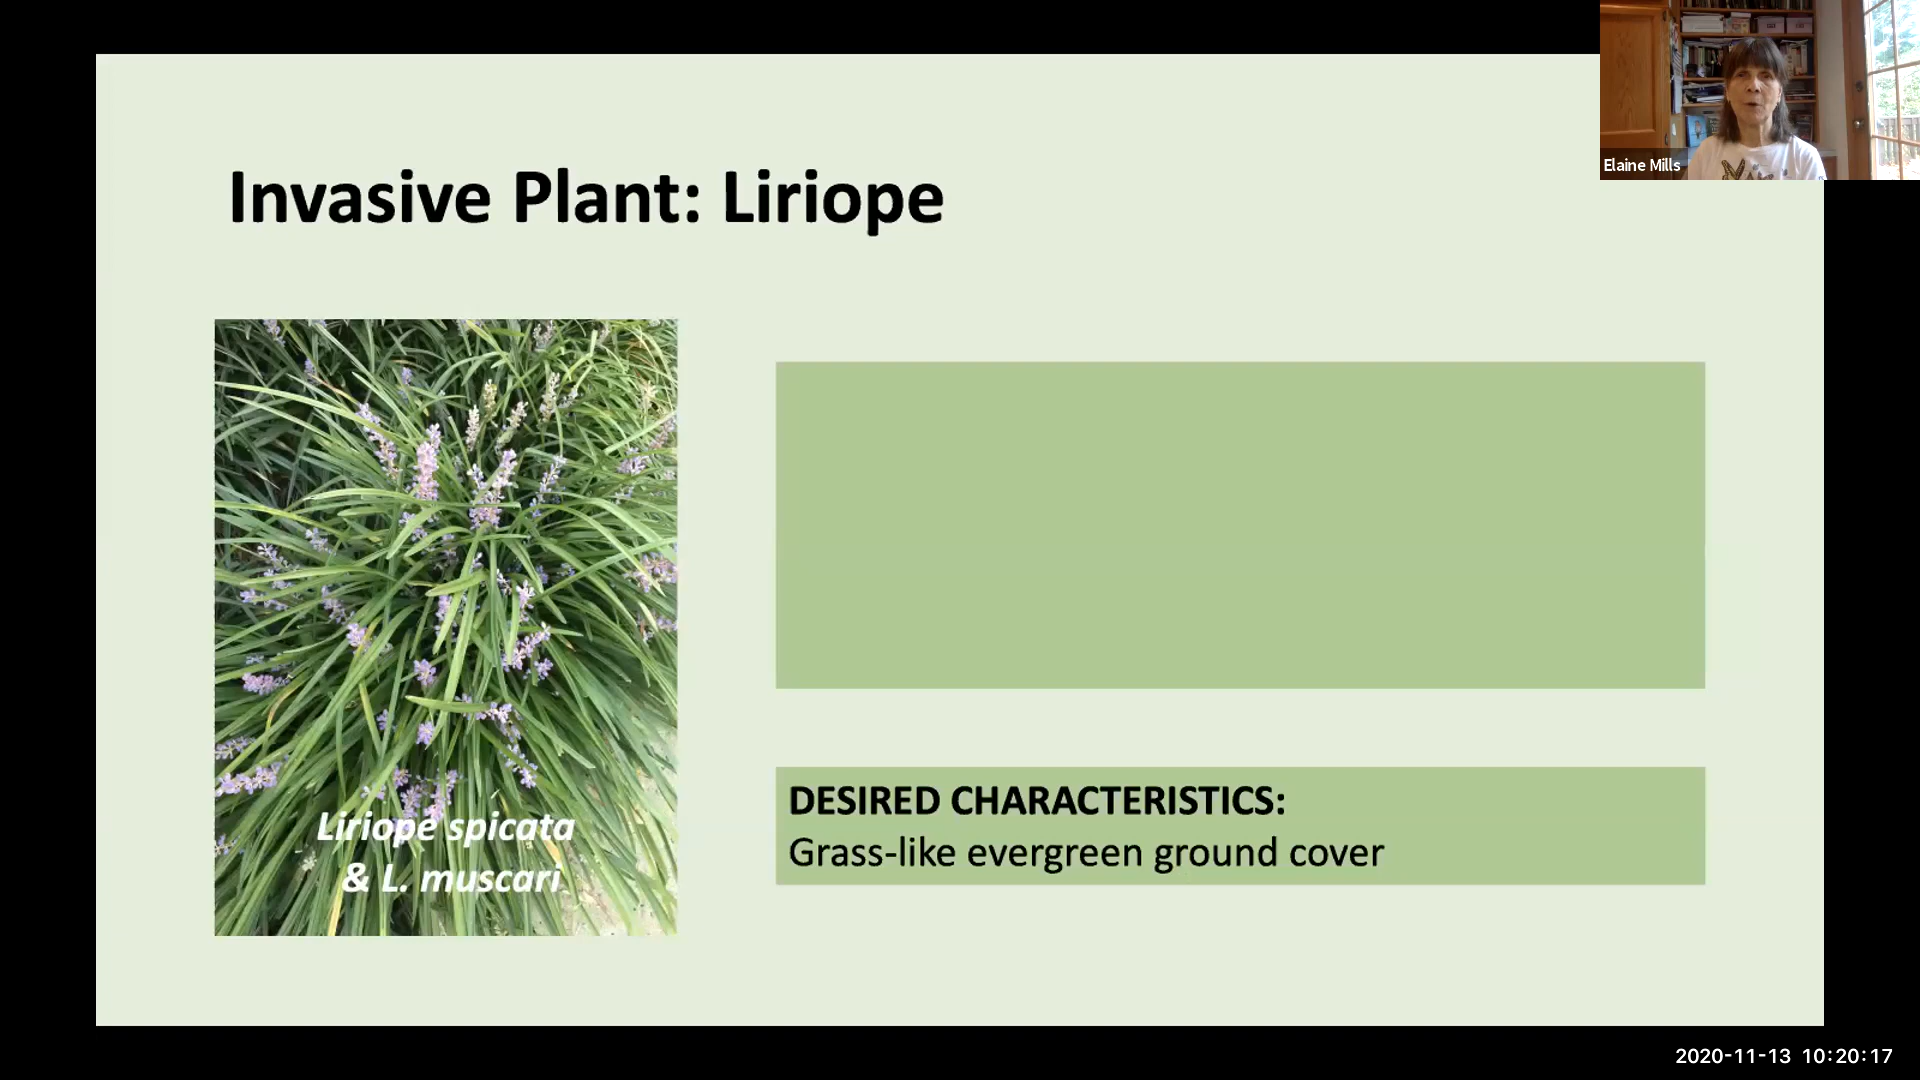 Elaine Mills
Invasive Plant: Liriope
Liriope spicata
& L. muscari
DESIRED CHARACTERISTICS:
Grass-like evergreen ground cover
2020-11-13 10:20:17